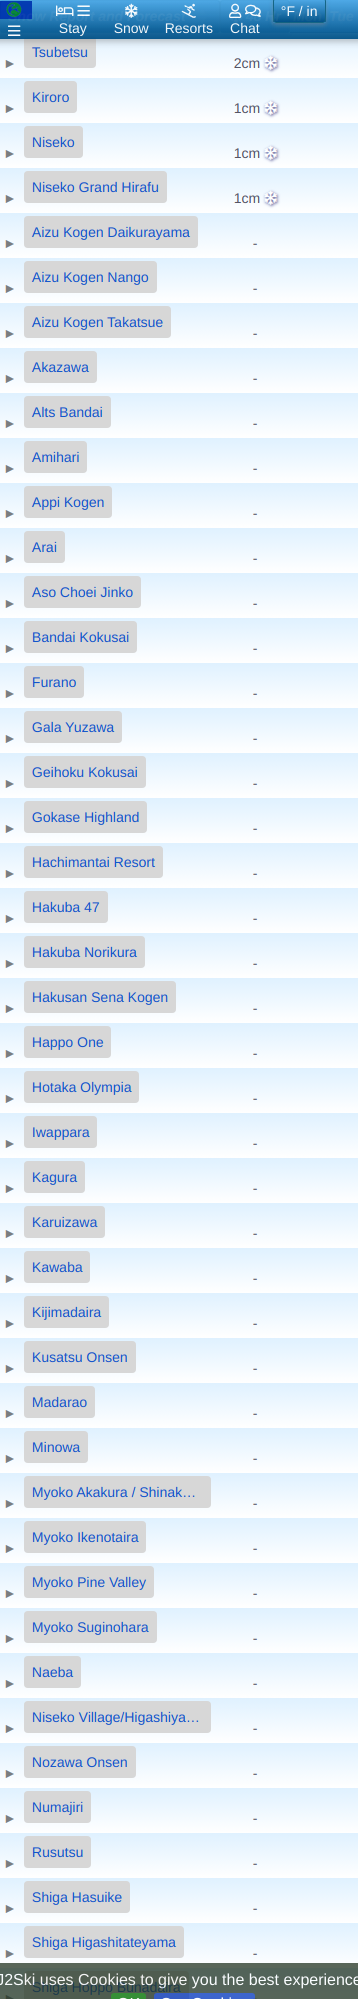 Stay
Snow
Resorts
Chat
°F / in
Tsubetsu
2cm
Kiroro
1cm
Niseko
1cm
Niseko Grand Hirafu
1cm
Aizu Kogen Daikurayama
-
Aizu Kogen Nango
-
Aizu Kogen Takatsue
-
Akazawa
-
Alts Bandai
-
Amihari
-
Appi Kogen
-
Arai
-
Aso Choei Jinko
-
Bandai Kokusai
-
Furano
-
Gala Yuzawa
-
Geihoku Kokusai
-
Gokase Highland
-
Hachimantai Resort
-
Hakuba 47
-
Hakuba Norikura
-
Hakusan Sena Kogen
-
Happo One
-
Hotaka Olympia
-
Iwappara
-
Kagura
-
Karuizawa
-
Kawaba
-
Kijimadaira
-
Kusatsu Onsen
-
Madarao
-
Minowa
-
Myoko Akakura / Shinak…
-
Myoko Ikenotaira
-
Myoko Pine Valley
-
Myoko Suginohara
-
Naeba
-
Niseko Village/Higashiya…
-
Nozawa Onsen
-
Numajiri
-
Rusutsu
-
Shiga Hasuike
-
Shiga Higashitateyama
-
J2Ski uses Cookies to give you the best experience
Shiga Hoppo Bunadaira